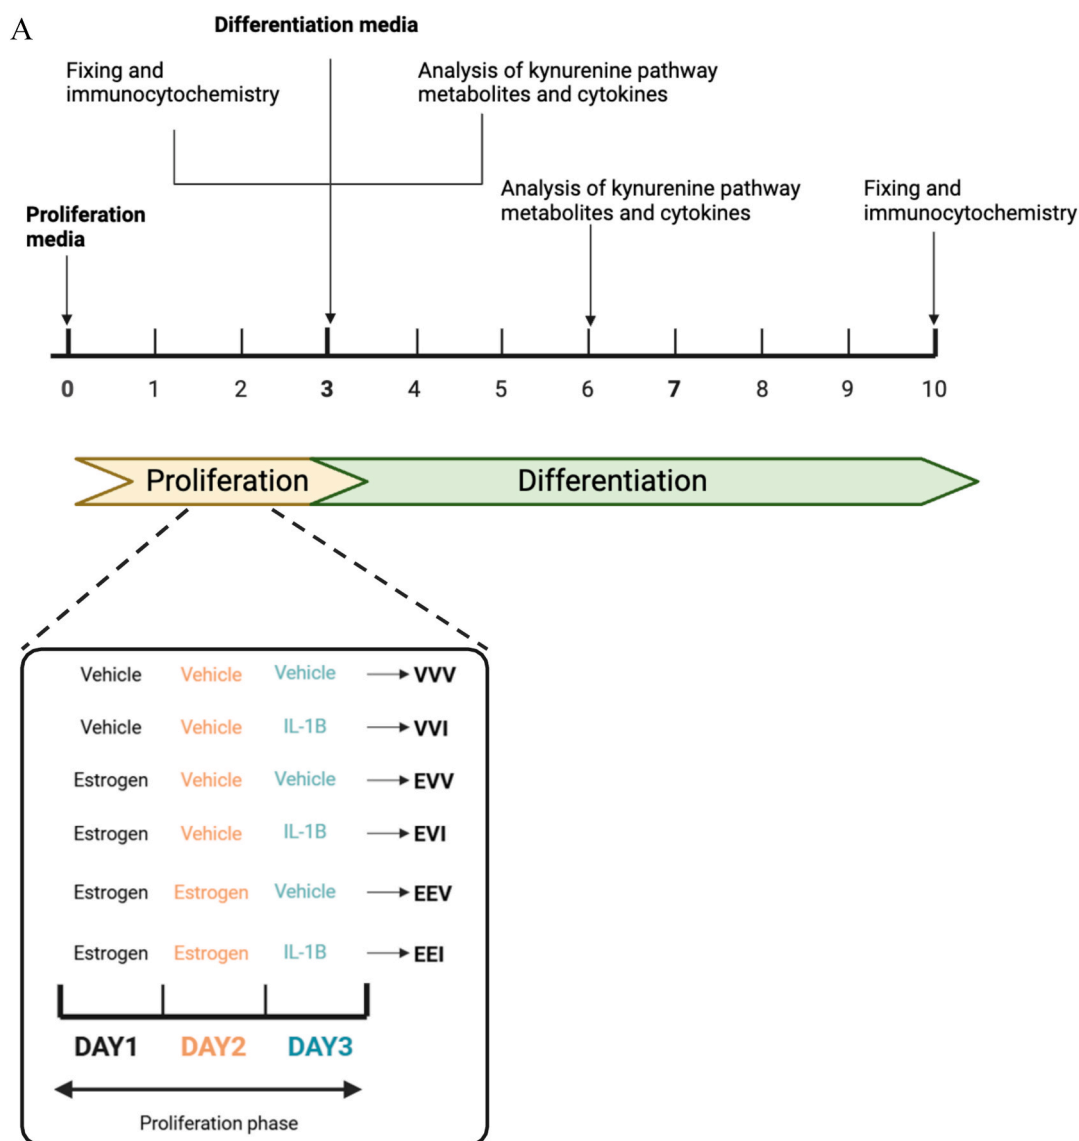 A
Differentiation media
Fixing and
immunocytochemistry
Analysis of kynurenine pathway
metabolites and cytokines
Proliferation
media
Analysis of kynurenine pathway
metabolites and cytokines
Fixing and
immunocytochemistry
0 1 2 3 4 5 6 7 8 9 10
Proliferation Differentiation
Vehicle Vehicle Vehicle VVV
Vehicle Vehicle IL-1B VVI
Estrogen Vehicle Vehicle EVV
Estrogen Vehicle IL-1B EVI
Estrogen Estrogen Vehicle EEV
Estrogen Estrogen IL-1B EEI
DAY1 DAY2 DAY3
Proliferation phase